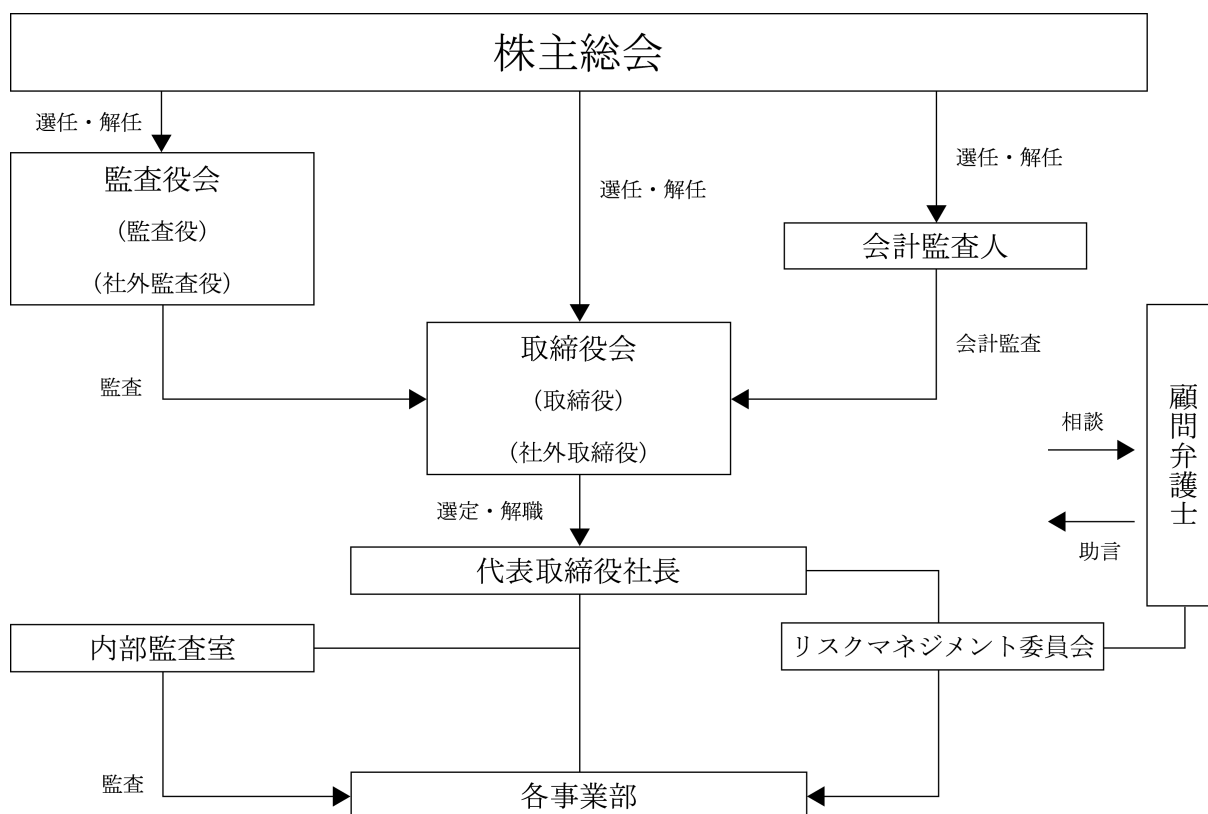 株主総会
選任・解任
選任・解任
選任・解任
監査役会
（監査役）
（社外監査役）
会計監査人
取締役会
（取締役）
（社外取締役）
監査
会計監査
顧問弁護士
相談
助言
選定・解職
代表取締役社長
内部監査室
リスクマネジメント委員会
監査
各事業部